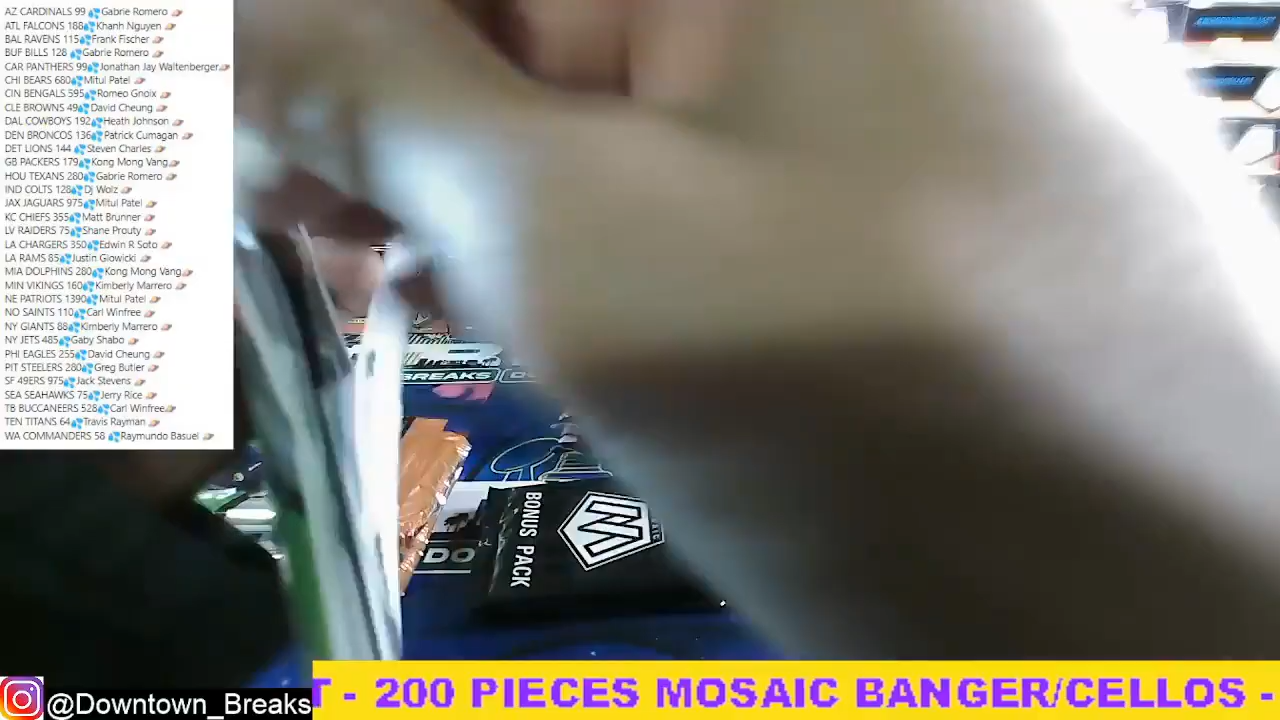 AZ CARDINALS 99💦Gabrie Romero
ATL FALCONS 188💦Khanh Nguyen
BAL RAVENS 115💦Frank Fischer
BUF BILLS 128 💦Gabrie Romero
CAR PANTHERS 99💦Jonathan Jay Waltenberger
CHI BEARS 680💦Mitul Patel
CIN BENGALS 595💦Romeo Gnoix
CLE BROWNS 49💦David Cheung
DAL COWBOYS 192💦Heath Johnson
DEN BRONCOS 136💦Patrick Cumagan
DET LIONS 144 💦Steven Charles
GB PACKERS 179💦Kong Mong Vang
HOU TEXANS 280💦Gabrie Romero
IND COLTS 128💦DJ Wolz
JAX JAGUARS 975💦Mitul Patel
KC CHIEFS 355💦Matt Brunner
LV RAIDERS 75💦Shane Prouty
LA CHARGERS 350💦Edwin R Soto
LA RAMS 85💦Justin Glowicki
MIA DOLPHINS 280💦Kong Mong Vang
MIN VIKINGS 160💦Kimberly Marrero
NE PATRIOTS 1390💦Mitul Patel
NO SAINTS 110💦Carl Winfree
NY GIANTS 88💦Kimberly Marrero
NY JETS 485💦Gaby Shabo
PHI EAGLES 255💦David Cheung
PIT STEELERS 280💦Greg Butler
SF 49ERS 975💦Jack Stevens
SEA SEAHAWKS 75💦Jerry Rice
TB BUCCANEERS 528💦Carl Winfree
TEN TITANS 64💦Travis Rayman
WA COMMANDERS 58 💦Raymundo Basuel
BREAKS
DO
BONUS PACK
@Downtown_Breaks
T - 200 PIECES MOSAIC BANGER/CELLOS -